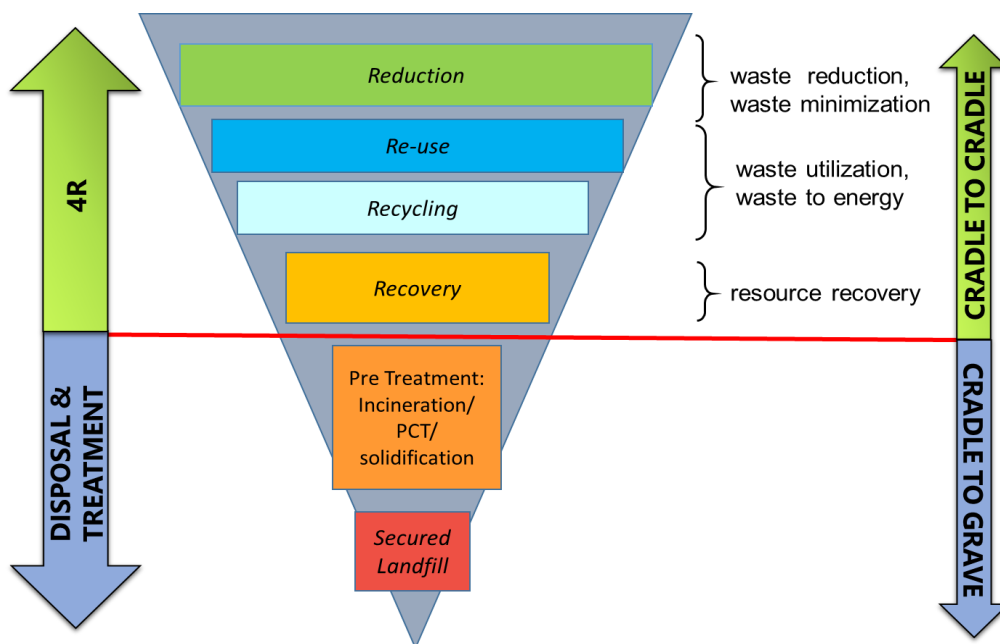 Reduction
waste reduction,
waste minimization
Re-use
waste utilization,
waste to energy
Recycling
Recovery
resource recovery
4R
CRADLE TO CRADLE
Pre Treatment:
Incineration/
PCT/
solidification
Secured
Landfill
DISPOSAL &
TREATMENT
CRADLE TO GRAVE